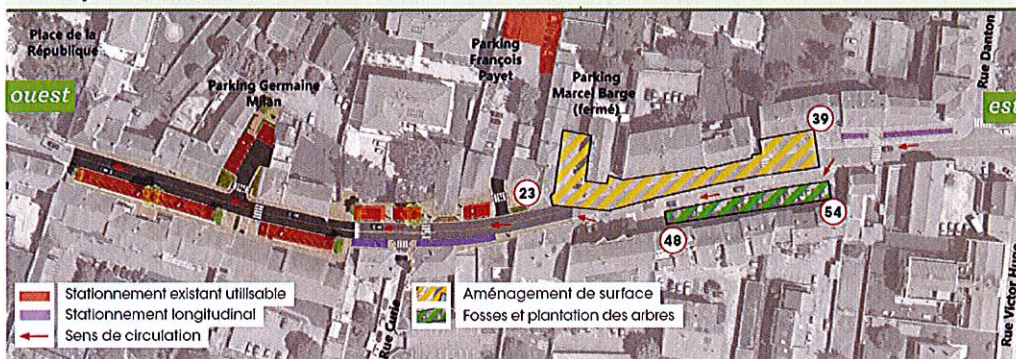 Place de la
République
ouest
Parking Germaine
Milan
Parking
François
Payet
Parking
Marcel Barge
(fermé)
39
Rue Danton
est
23
54
48
Rue Curie
Rue Victor Hugo
Stationnement existant utilisable
Stationnement longitudinal
Sens de circulation
Aménagement de surface
Fosses et plantation des arbres